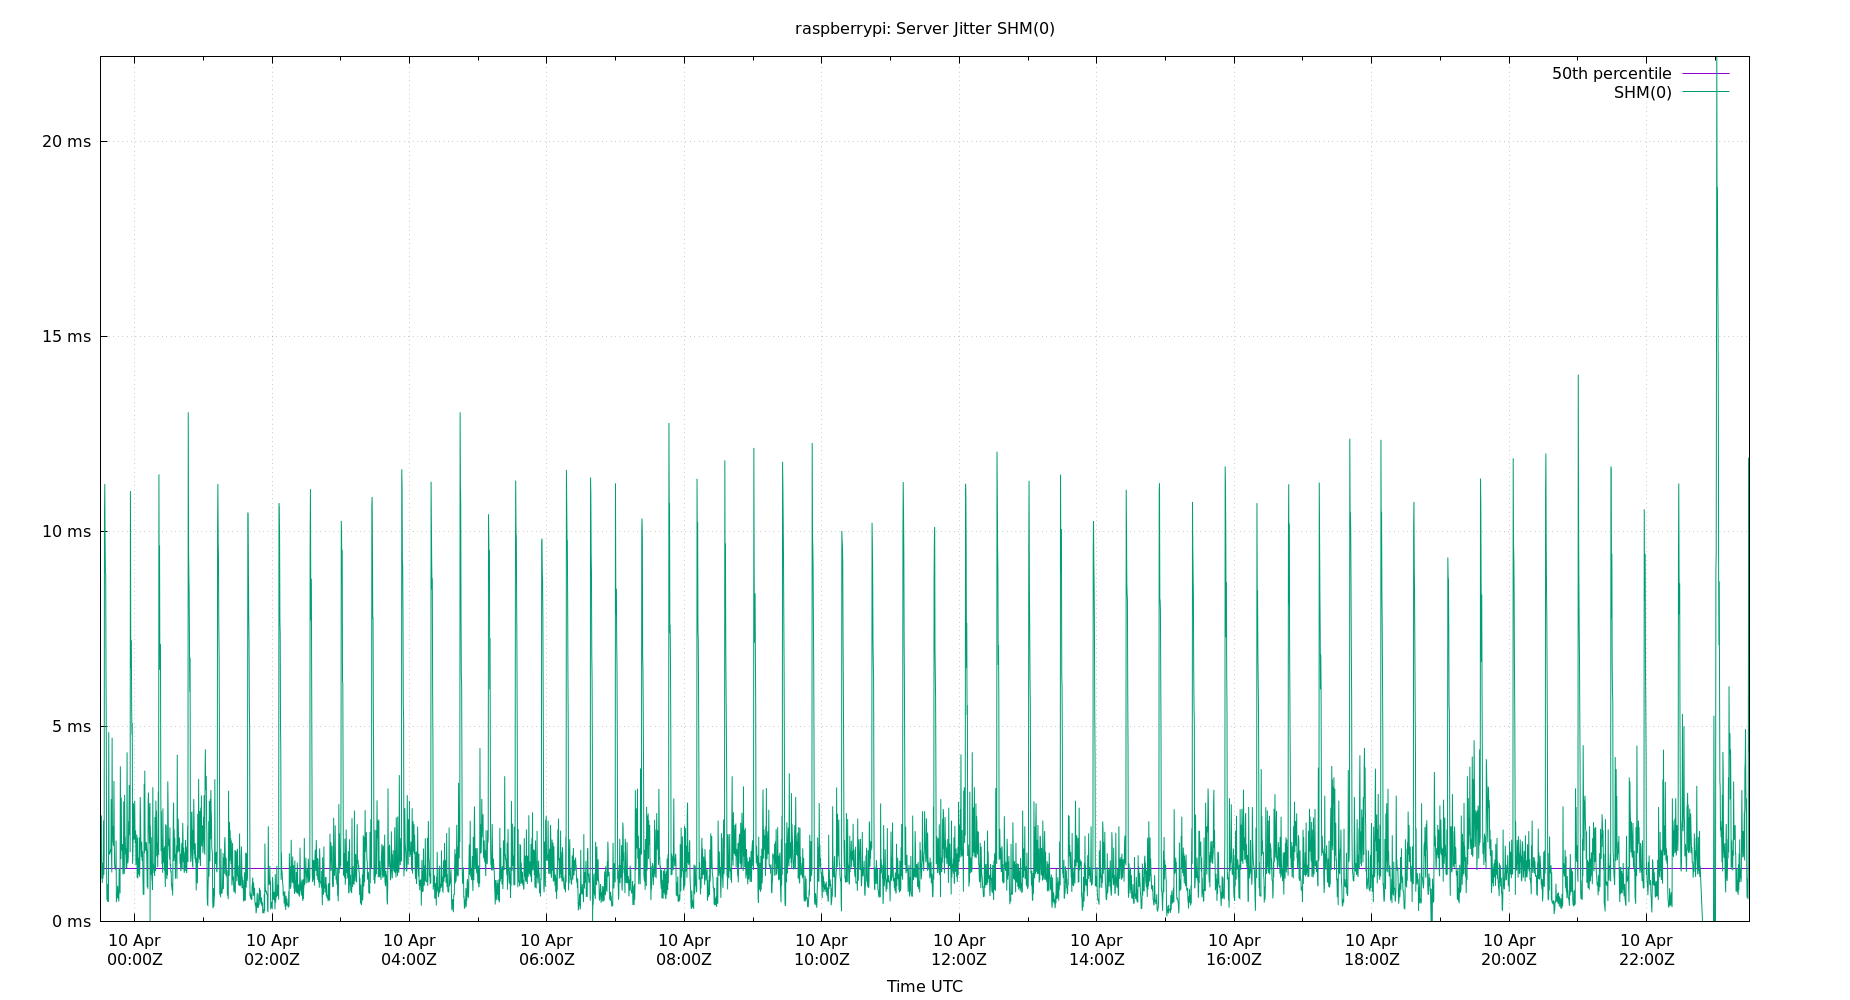 raspberrypi: Server Jitter SHM(0)
50th percentile
SHM(0)
20 ms
15 ms
10 ms
5 ms
0 ms
10 Apr 10 Apr 10 Apr 10 Apr 10 Apr 10 Apr 10 Apr 10 Apr 10 Apr 10 Apr 10 Apr 10 Apr
00:00Z 02:00Z 04:00Z 06:00Z 08:00Z 10:00Z 12:00Z 14:00Z 16:00Z 18:00Z 20:00Z 22:00Z
Time UTC